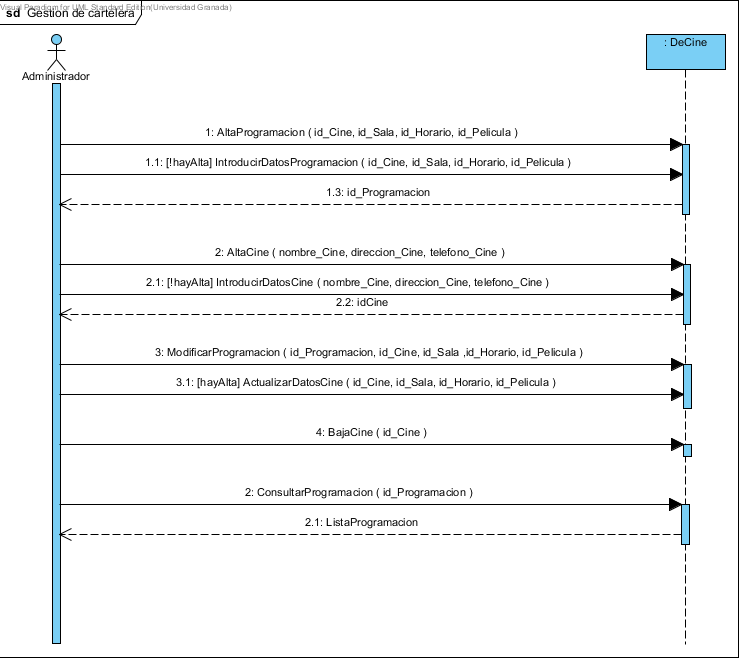 Visual Paradigm for UML Standard Edition(Universidad Granada)
sd Gestion de cartelera
Administrador
: DeCine
1: AltaProgramacion ( id_Cine, id_Sala, id_Horario, id_Pelicula )
1.1: [!hayAlta] IntroducirDatosProgramacion ( id_Cine, id_Sala, id_Horario, id_Pelicula )
1.3: id_Programacion
2: AltaCine ( nombre_Cine, direccion_Cine, telefono_Cine )
2.1: [!hayAlta] IntroducirDatosCine ( nombre_Cine, direccion_Cine, telefono_Cine )
2.2: idCine
3: ModificarProgramacion ( id_Programacion, id_Cine, id_Sala ,id_Horario, id_Pelicula )
3.1: [hayAlta] ActualizarDatosCine ( id_Cine, id_Sala, id_Horario, id_Pelicula )
4: BajaCine ( id_Cine )
2: ConsultarProgramacion ( id_Programacion )
2.1: ListaProgramacion